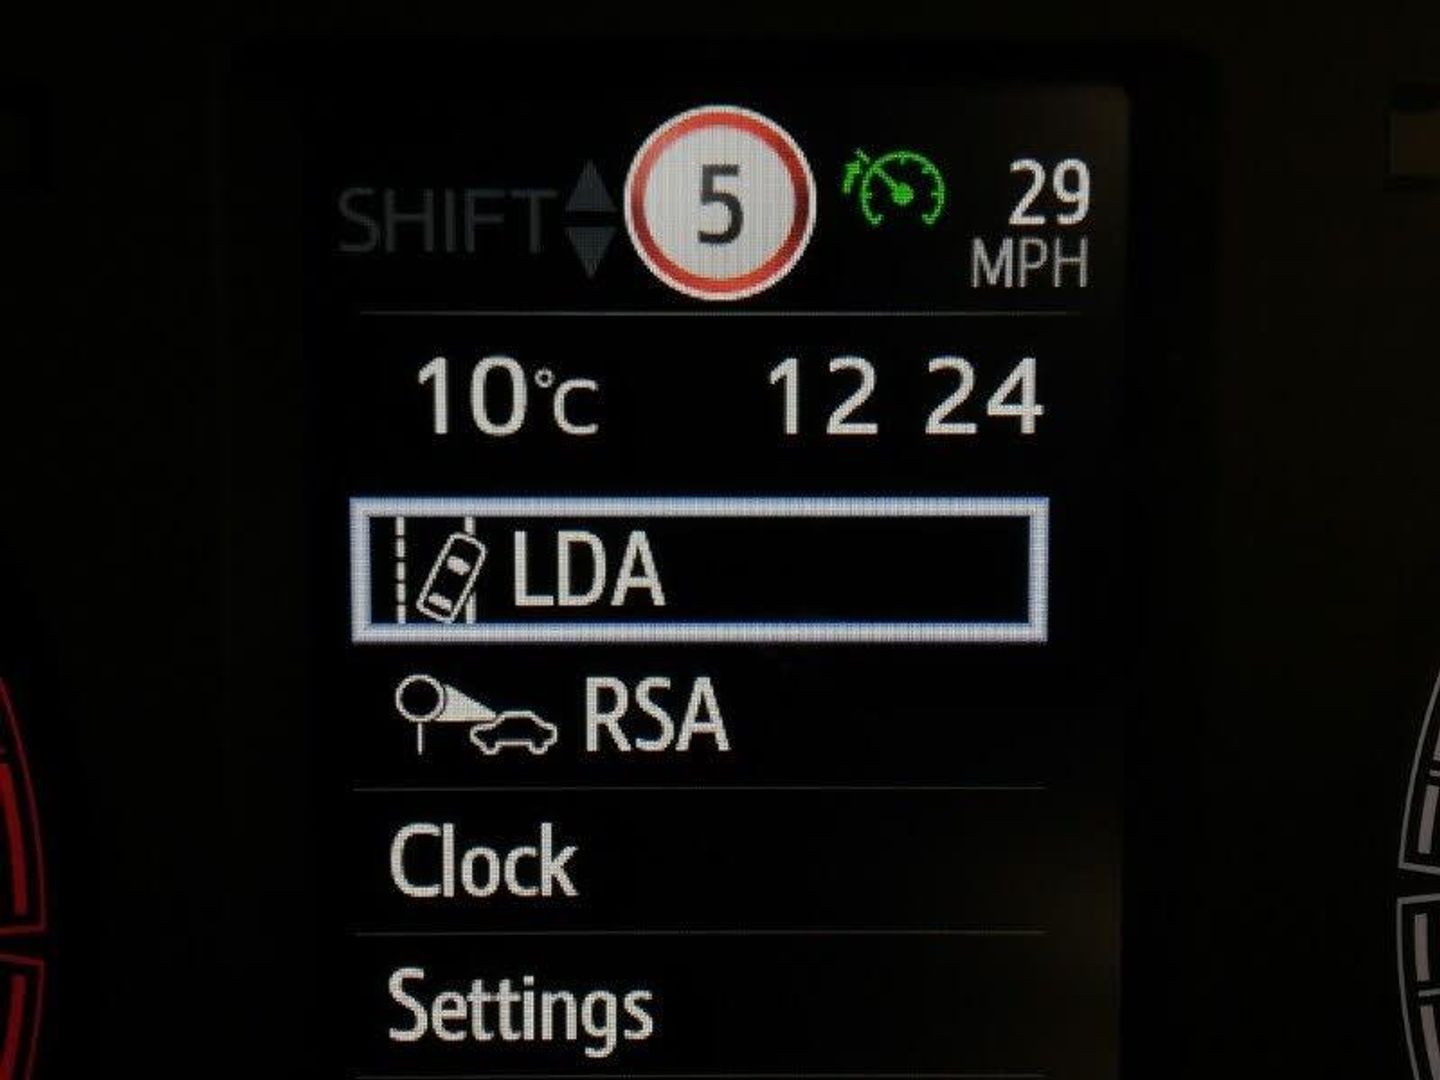 SHIFT 5 29
MPH
10°C 12 24
LDA
RSA
Clock
Settings